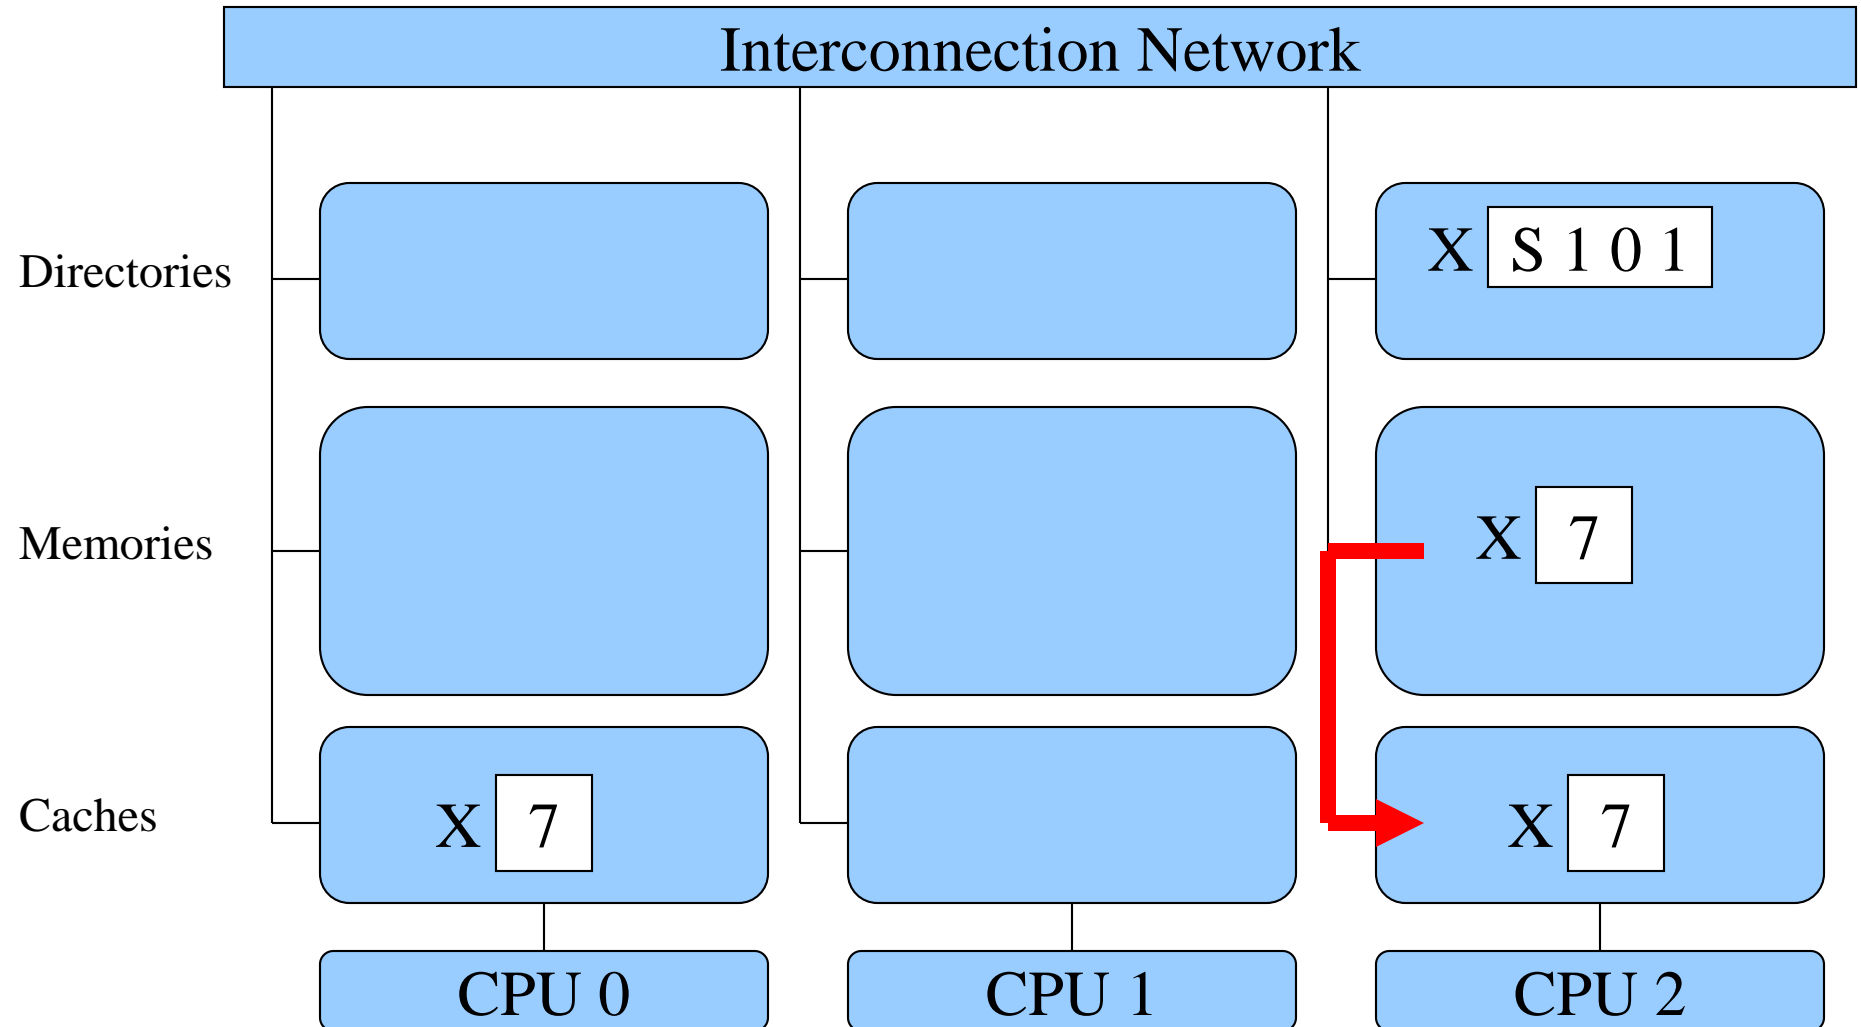 Interconnection Network
Directories
X S 1 0 1
Memories
X 7
Caches
X 7
X 7
CPU 0
CPU 1
CPU 2